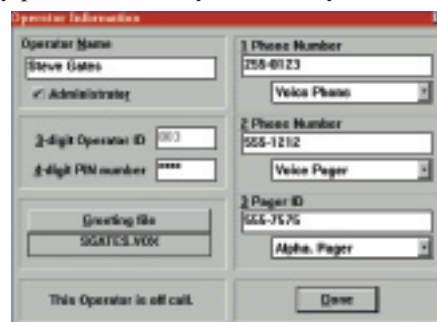 Operator Information
Operator Name
Steve Gates
Administrator
3-digit Operator ID 003
4-digit PIN number ****
Greeting file
SGATES.VOX
This Operator is off call.
1 Phone Number
255-0123
Voice Phone
2 Phone Number
555-1212
Voice Pager
3 Pager ID
555-7575
Alpha. Pager
Done